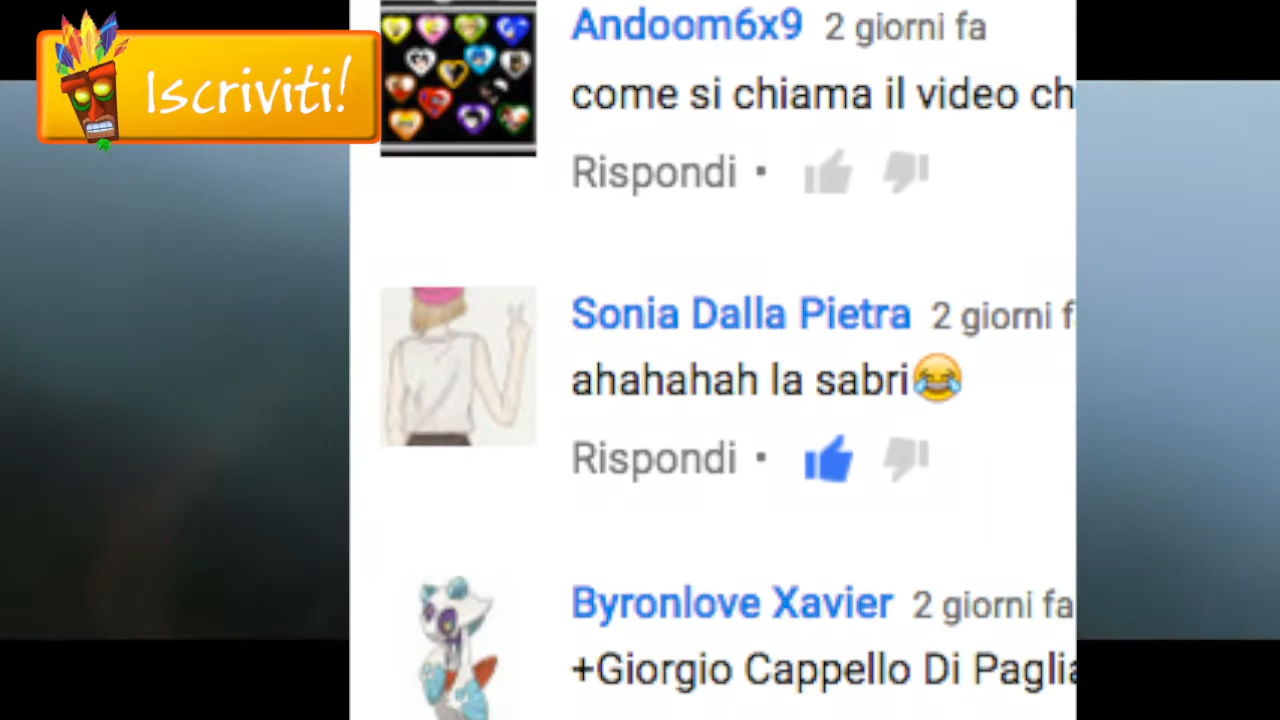 Iscriviti!
Andoom6x9 2 giorni fa
come si chiama il video ch
Rispondi •
Sonia Dalla Pietra 2 giorni f
ahahahah la sabri😂
Rispondi •
Byronlove Xavier 2 giorni fa
+Giorgio Cappello Di Paglia